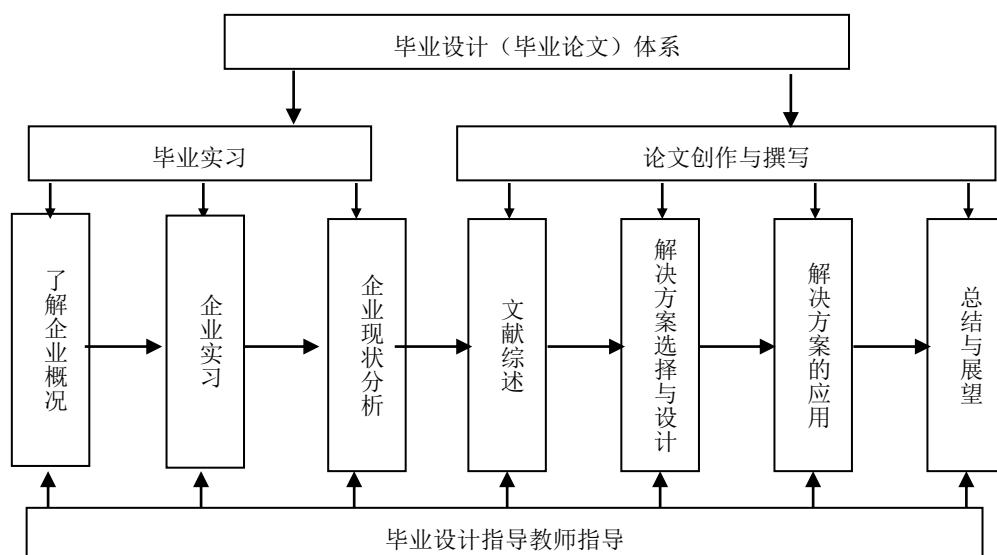 毕业设计（毕业论文）体系
毕业实习
论文创作与撰写
了解企业概况
企业实习
企业现状分析
文献综述
解决方案选择与设计
解决方案的应用
总结与展望
毕业设计指导教师指导